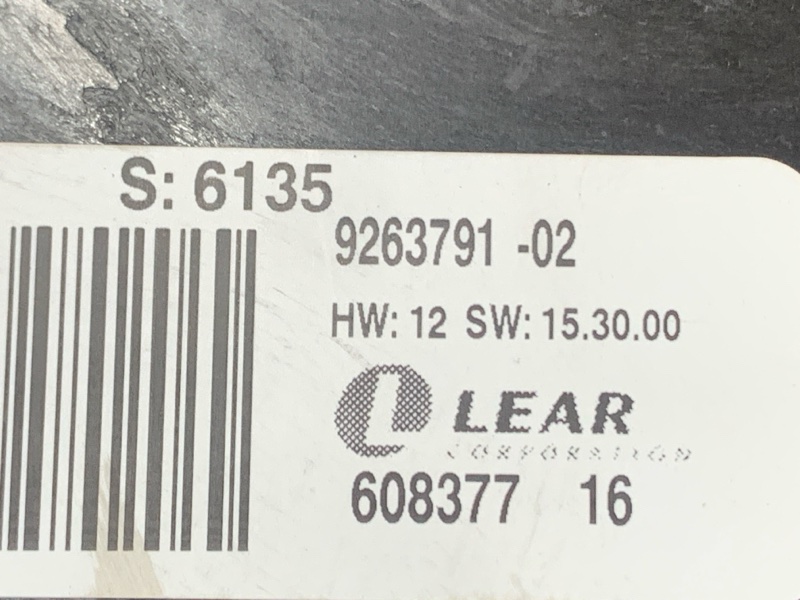 S: 6135
9263791 -02
HW: 12 SW: 15.30.00
LEAR
CORPORATION
608377 16